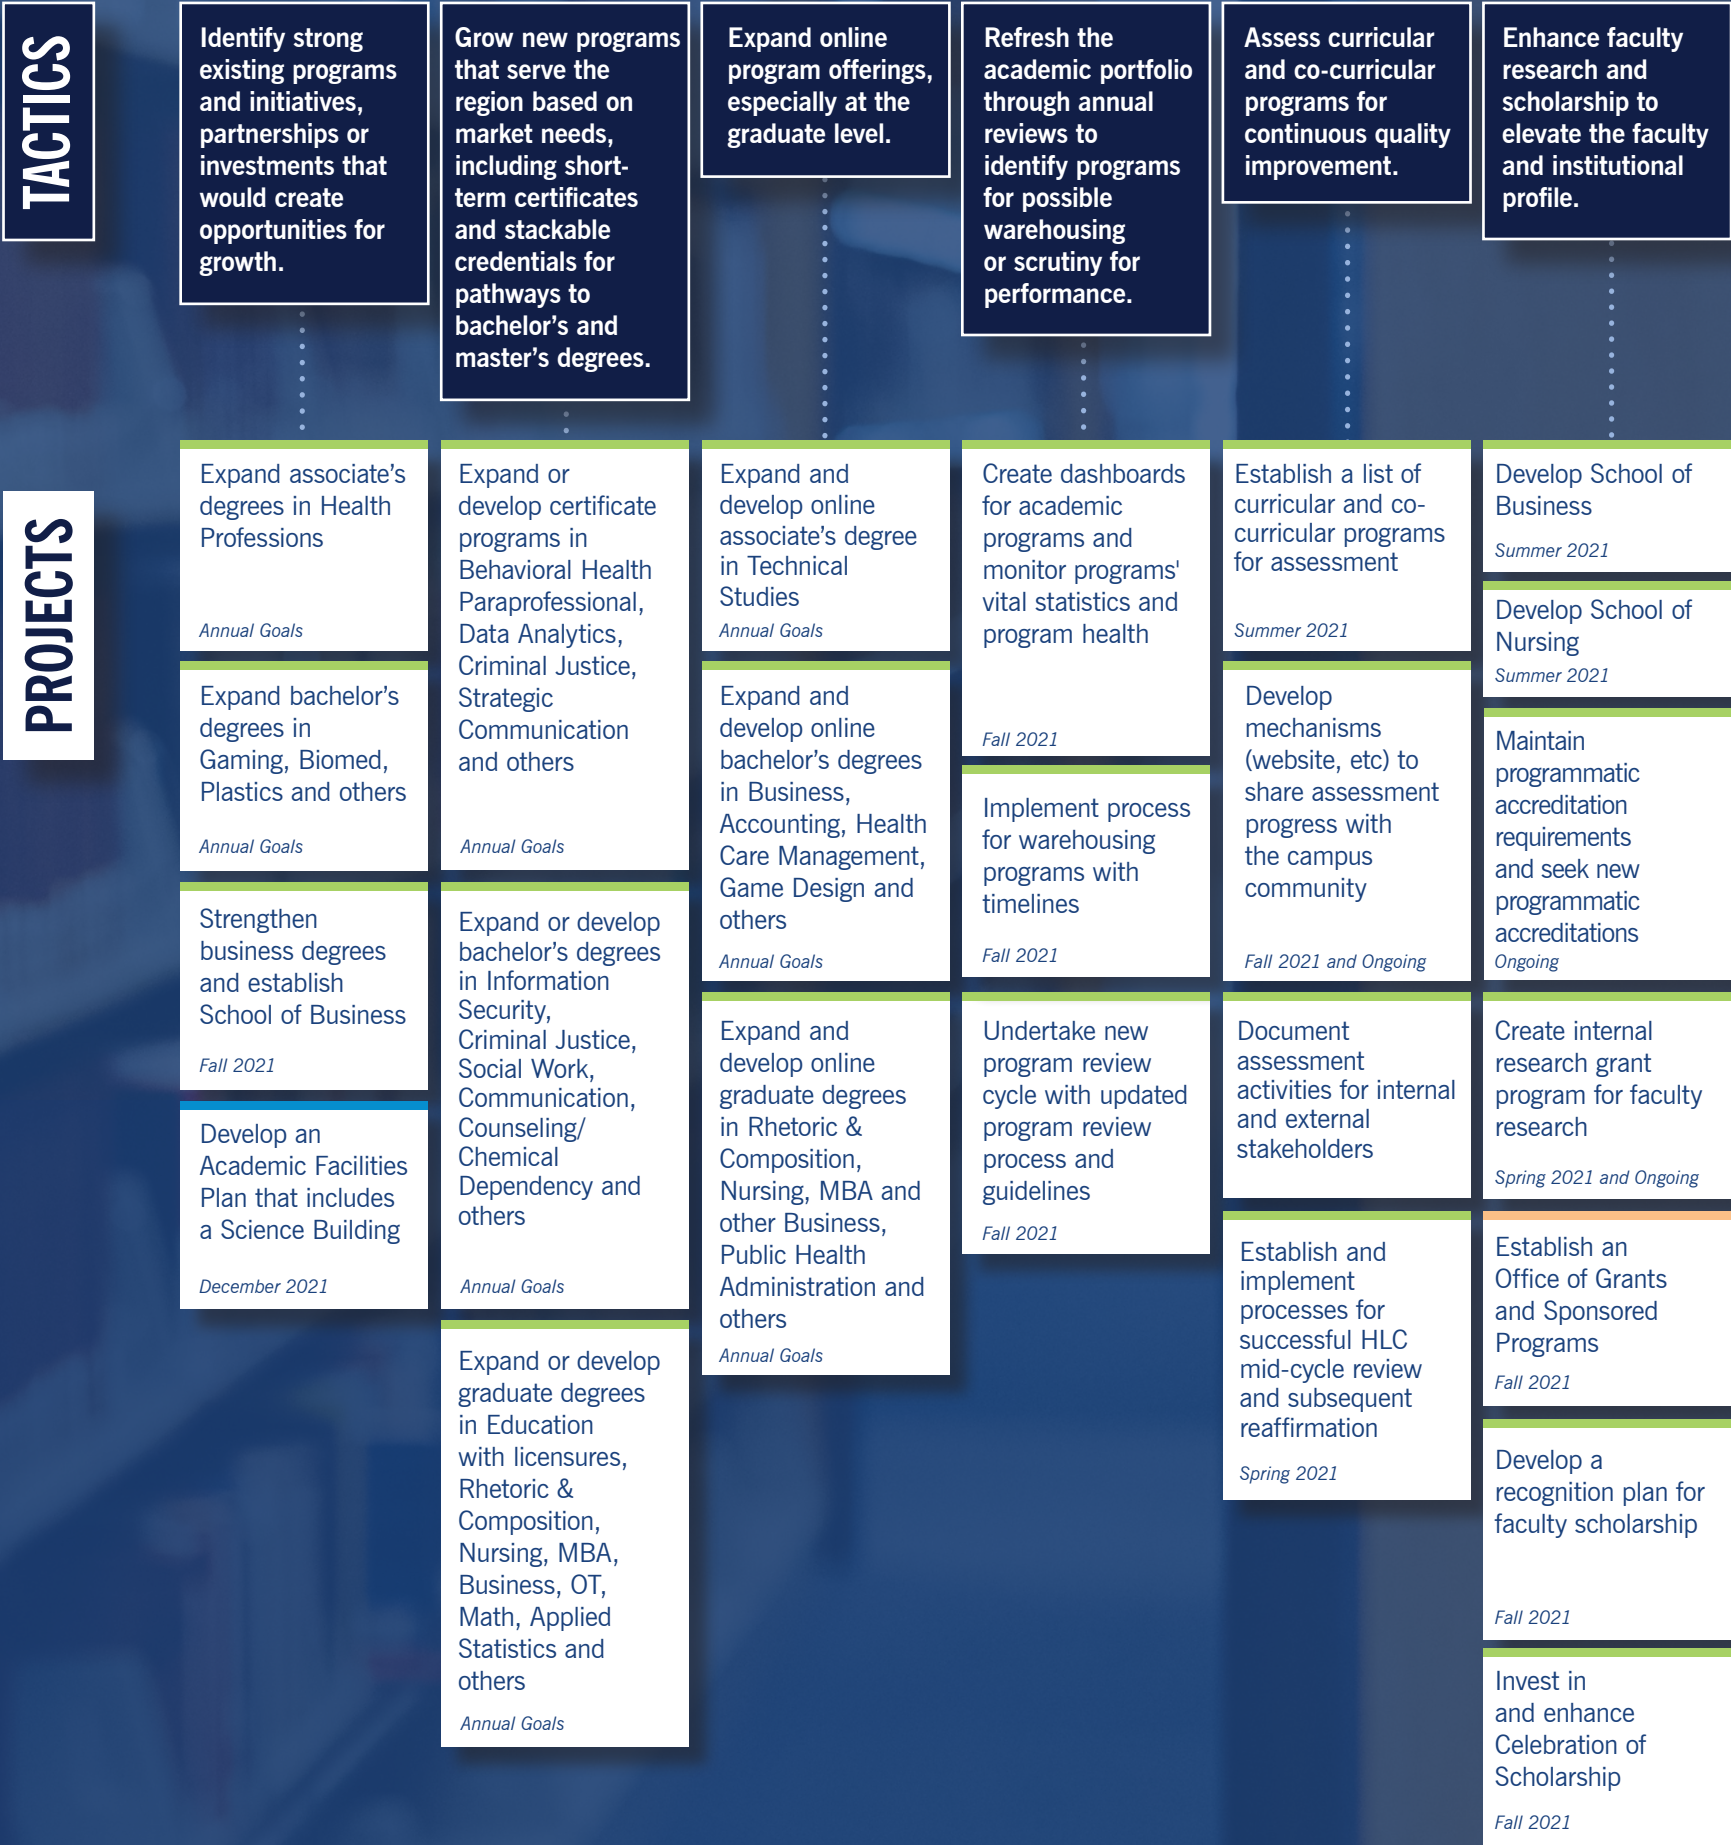 TACTICS
Identify strong
existing programs
and initiatives,
partnerships or
investments that
would create
opportunities for
growth.
Grow new programs
that serve the
region based on
market needs,
including short-
term certificates
and stackable
credentials for
pathways to
bachelor’s and
master’s degrees.
Expand online
program offerings,
especially at the
graduate level.
Refresh the
academic portfolio
through annual
reviews to
identify programs
for possible
warehousing
or scrutiny for
performance.
Assess curricular
and co-curricular
programs for
continuous quality
improvement.
Enhance faculty
research and
scholarship to
elevate the faculty
and institutional
profile.
PROJECTS
Expand associate’s
degrees in Health
Professions
Annual Goals
Expand bachelor’s
degrees in
Gaming, Biomed,
Plastics and others
Annual Goals
Strengthen
business degrees
and establish
School of Business
Fall 2021
Develop an
Academic Facilities
Plan that includes
a Science Building
December 2021
Expand or
develop certificate
programs in
Behavioral Health
Paraprofessional,
Data Analytics,
Criminal Justice,
Strategic
Communication
and others
Annual Goals
Expand or develop
bachelor’s degrees
in Information
Security,
Criminal Justice,
Social Work,
Communication,
Counseling/
Chemical
Dependency and
others
Annual Goals
Expand or develop
graduate degrees
in Education
with licensures,
Rhetoric &
Composition,
Nursing, MBA,
Business, OT,
Math, Applied
Statistics and
others
Annual Goals
Expand and
develop online
associate’s degree
in Technical
Studies
Annual Goals
Expand and
develop online
bachelor’s degrees
in Business,
Accounting, Health
Care Management,
Game Design and
others
Annual Goals
Expand and
develop online
graduate degrees
in Rhetoric &
Composition,
Nursing, MBA and
other Business,
Public Health
Administration and
others
Annual Goals
Create dashboards
for academic
programs and
monitor programs'
vital statistics and
program health
Fall 2021
Implement process
for warehousing
programs with
timelines
Fall 2021
Undertake new
program review
cycle with updated
program review
process and
guidelines
Fall 2021
Establish a list of
curricular and co-
curricular programs
for assessment
Summer 2021
Develop
mechanisms
(website, etc) to
share assessment
progress with
the campus
community
Fall 2021 and Ongoing
Document
assessment
activities for internal
and external
stakeholders
Establish and
implement
processes for
successful HLC
mid-cycle review
and subsequent
reaffirmation
Spring 2021
Develop School of
Business
Summer 2021
Develop School of
Nursing
Summer 2021
Maintain
programmatic
accreditation
requirements
and seek new
programmatic
accreditations
Ongoing
Create internal
research grant
program for faculty
research
Spring 2021 and Ongoing
Establish an
Office of Grants
and Sponsored
Programs
Fall 2021
Develop a
recognition plan for
faculty scholarship
Fall 2021
Invest in
and enhance
Celebration of
Scholarship
Fall 2021